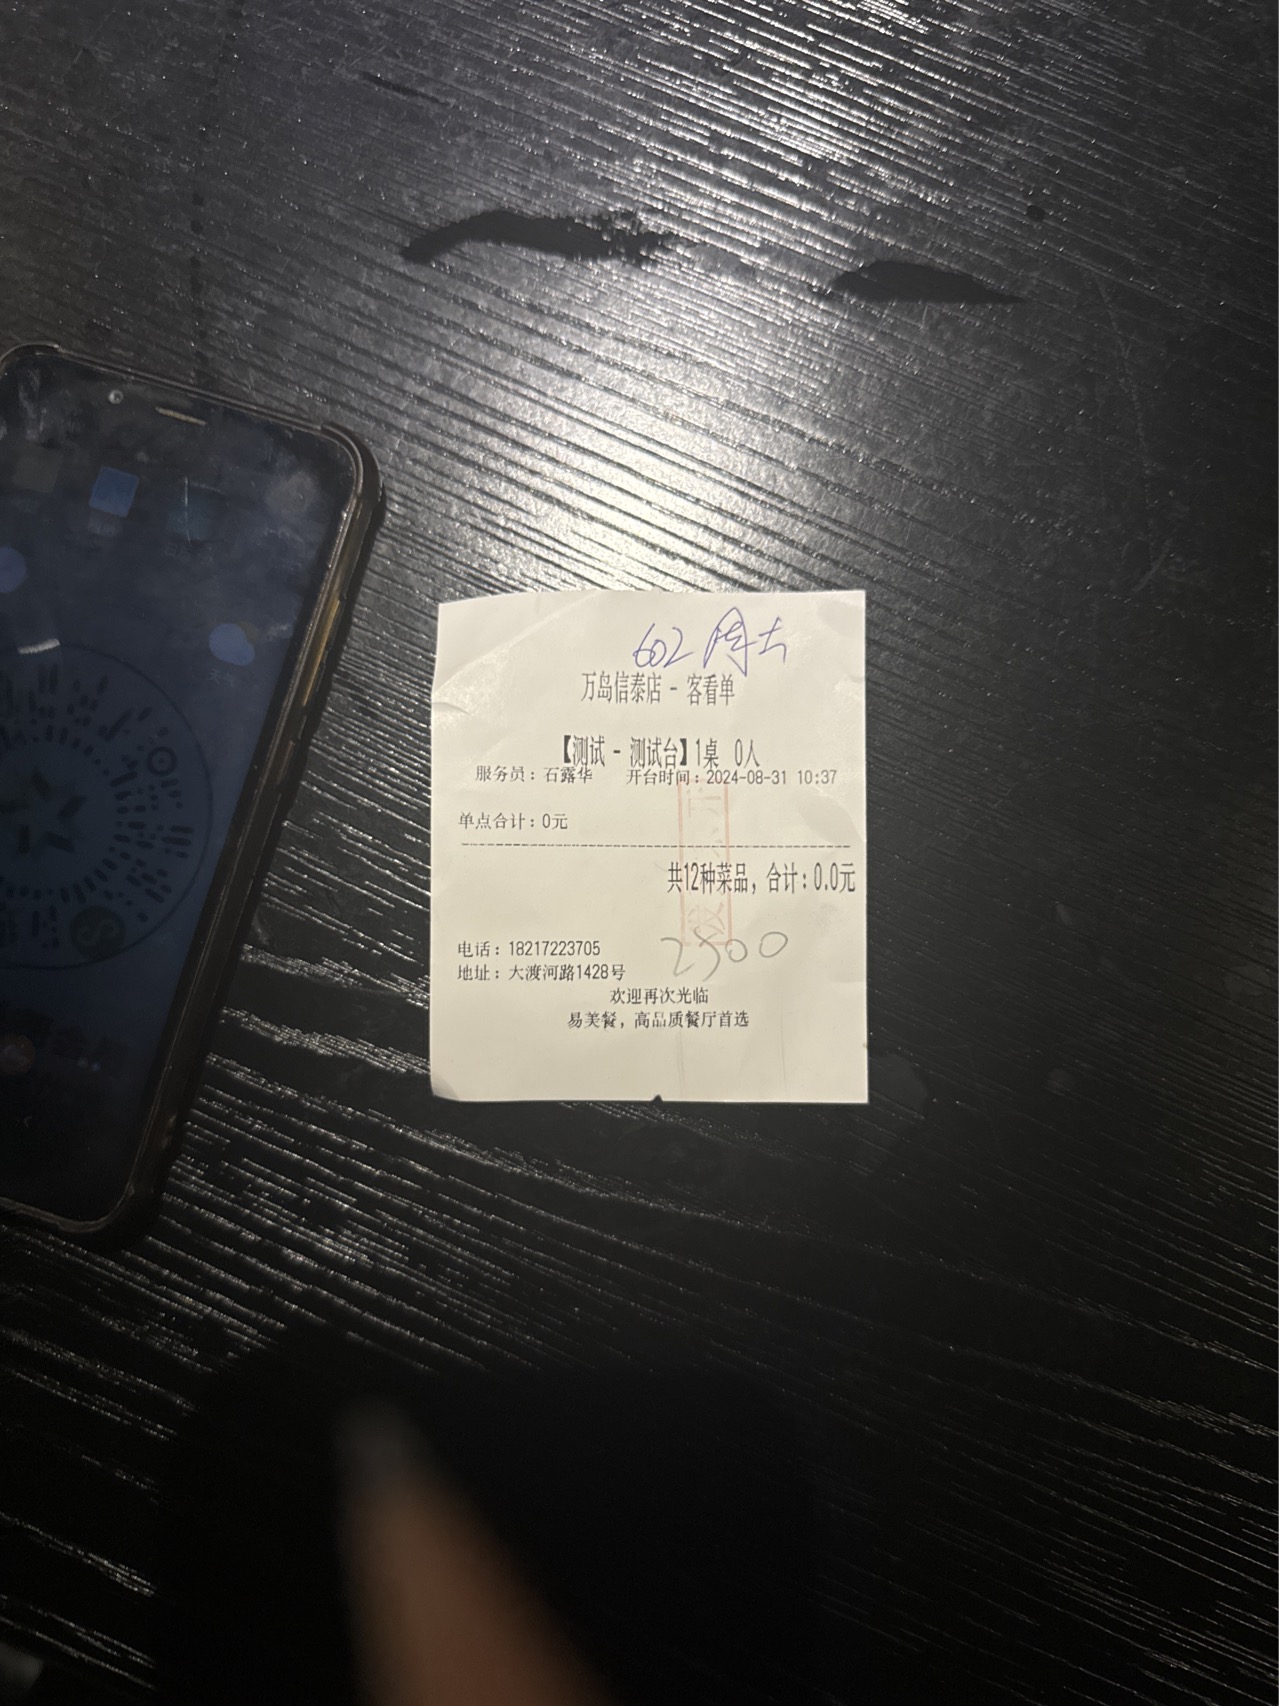 602
万岛信泰店 - 客看单
【测试 - 测试台】1桌 0人
服务员：石露华 开台时间：2024-08-31 10:37
单点合计：0元
共12种菜品，合计：0.0元
2500
电话：18217223705
地址：大渡河路1428号
欢迎再次光临
易美餐，高品质餐厅首选